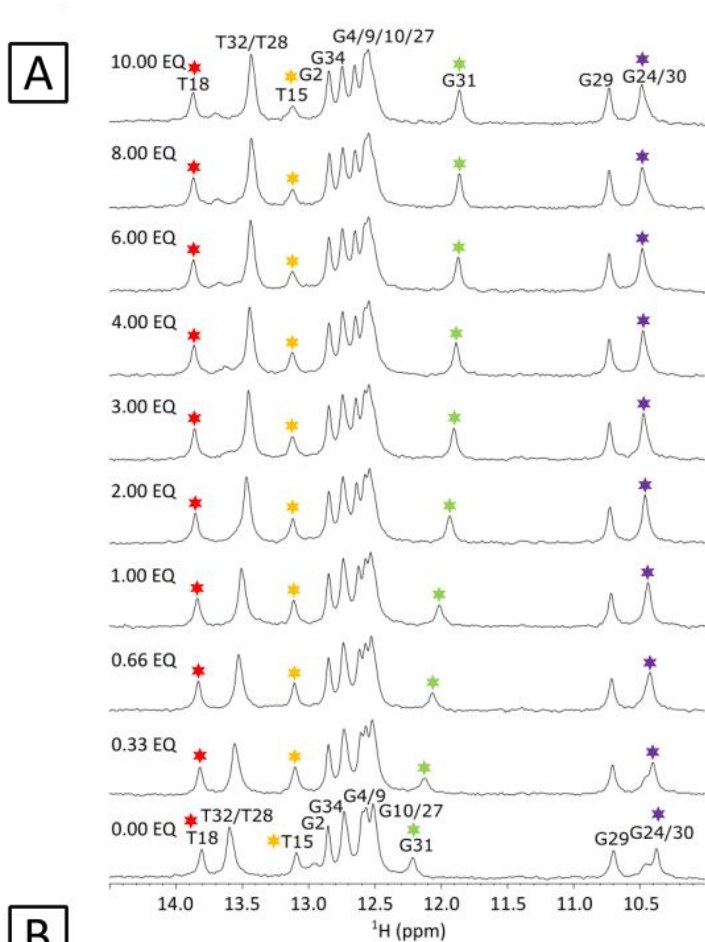 A
T32/T28
G4/9/10/27
G34
10.00 EQ
T18
G2
T15
G31
G29
G24/30
8.00 EQ
6.00 EQ
4.00 EQ
3.00 EQ
2.00 EQ
1.00 EQ
0.66 EQ
0.33 EQ
0.00 EQ
T18
T32/T28
T15
G2
G34
G4/9
G10/27
G31
G29
G24/30
14.0 13.5 13.0 12.5 12.0 11.5 11.0 10.5
¹H (ppm)
B